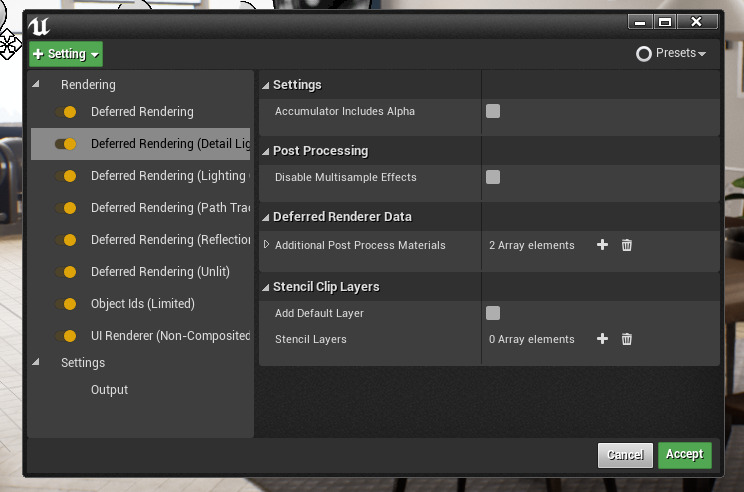 Setting
Presets
Rendering
Deferred Rendering
Deferred Rendering (Detail Lig
Deferred Rendering (Lighting
Deferred Rendering (Path Tra
Deferred Rendering (Reflection
Deferred Rendering (Unlit)
Object Ids (Limited)
UI Renderer (Non-Composited
Settings
Output
Settings
Accumulator Includes Alpha
Post Processing
Disable Multisample Effects
Deferred Renderer Data
Additional Post Process Materials
2 Array elements
Stencil Clip Layers
Add Default Layer
Stencil Layers
0 Array elements
Cancel
Accept